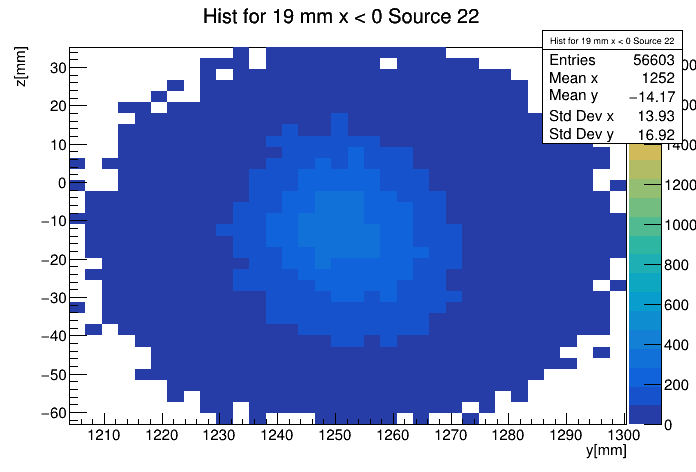 Hist for 19 mm x < 0 Source 22
Hist for 19 mm x < 0 Source 22
Entries 56603
Mean x 1252
Mean y −14.17
Std Dev x 13.93
Std Dev y 16.92
z[mm]
30
20
10
0
−10
−20
−30
−40
−50
−60
1400
1200
1000
800
600
400
200
0
1210 1220 1230 1240 1250 1260 1270 1280 1290 1300
y[mm]